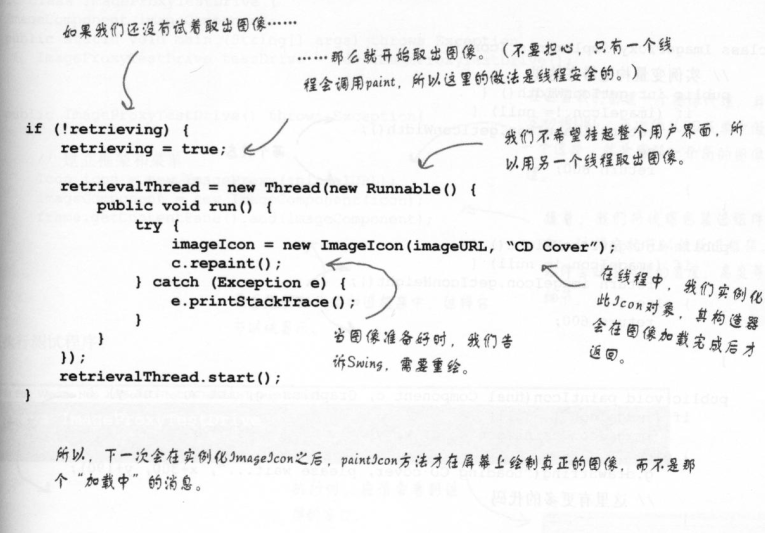 如果我们还没有试着取出图像……
……那么就开始取出图像。（不要担心，只有一个线
程会调用paint，所以这里的做法是线程安全的。）
if (!retrieving) {
retrieving = true;
我们不希望挂起整个用户界面，所
以用另一个线程取出图像。
retrievalThread = new Thread(new Runnable() {
public void run() {
try {
imageIcon = new ImageIcon(imageURL, “CD Cover”);
c.repaint();
} catch (Exception e) {
e.printStackTrace();
}
}
});
retrievalThread.start();
}
在线程中，我们实例化
此Icon对象，其构造器
会在图像加载完成后才
返回。
当图像准备好时，我们告
诉Swing，需要重绘。
所以，下一次会在实例化ImageIcon之后，paintIcon方法才在屏幕上绘制真正的图像，而不是那
个“加载中”的消息。